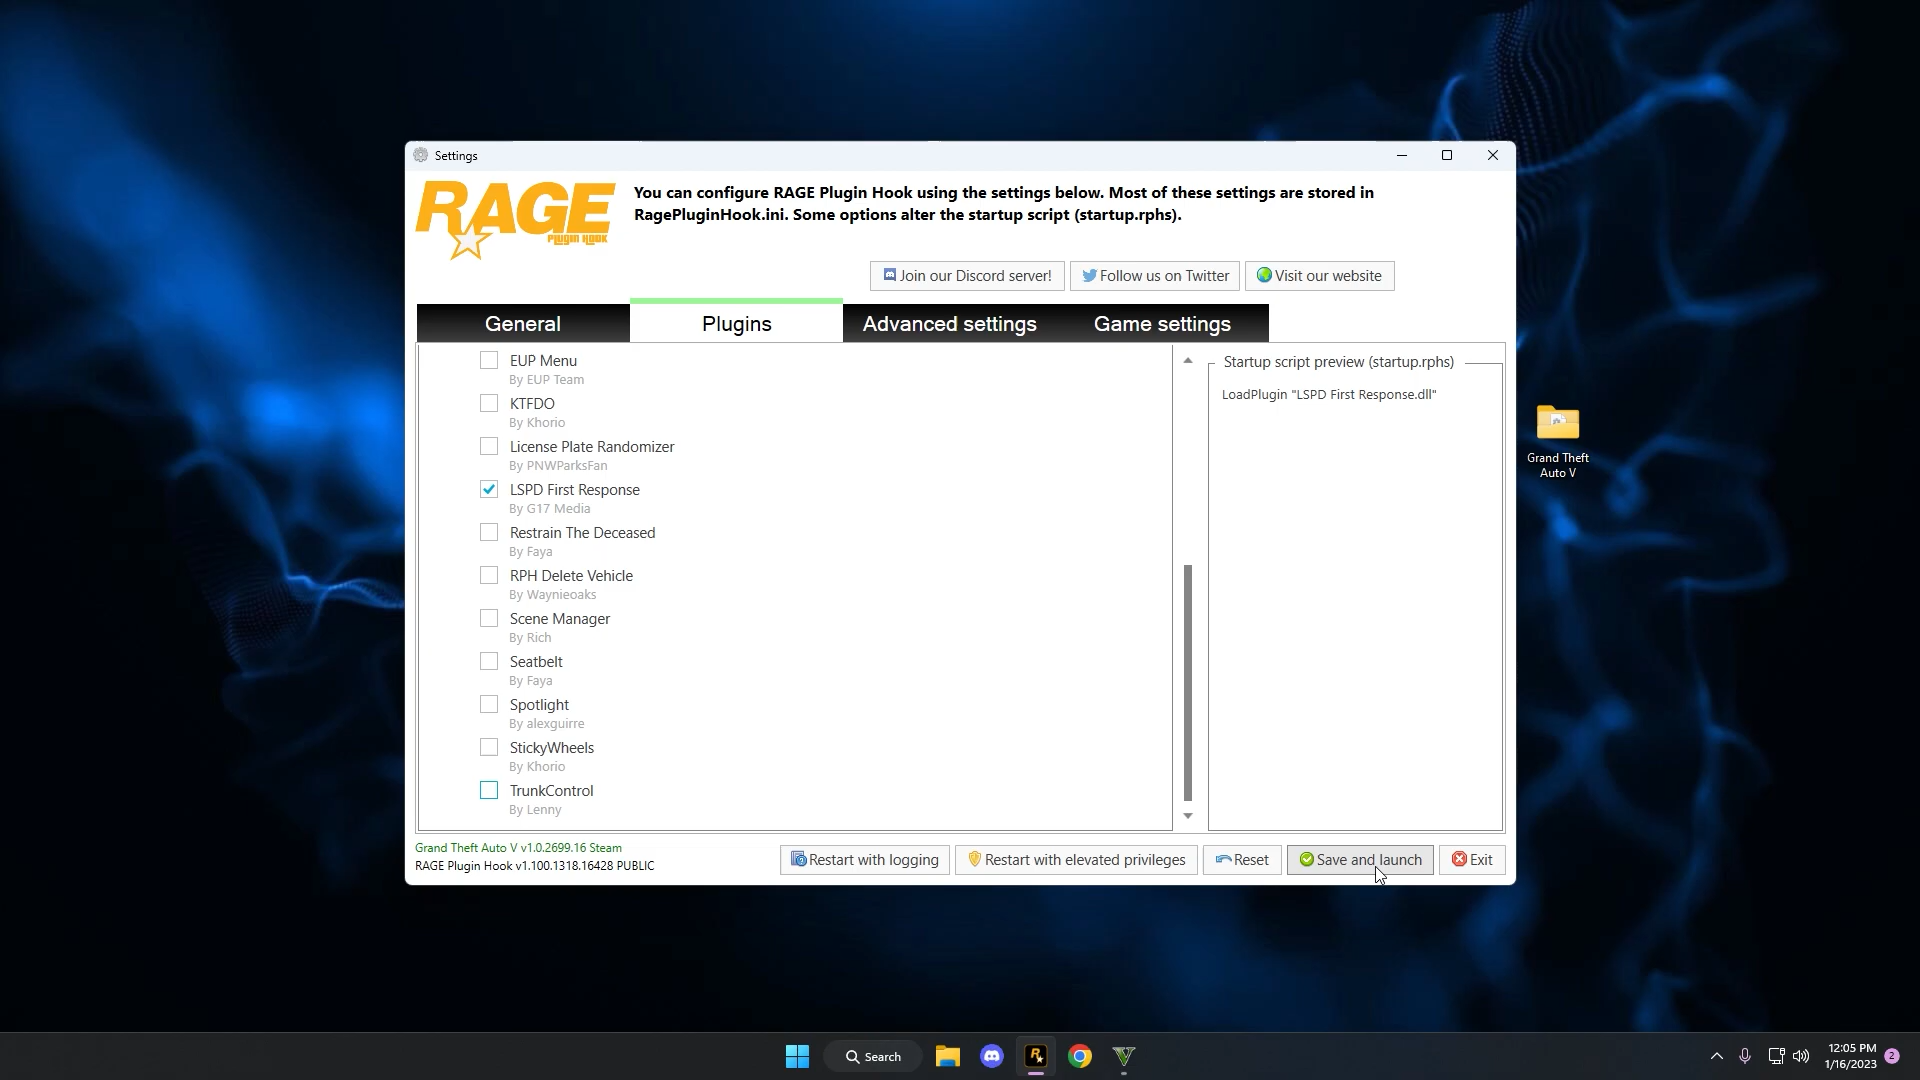 Settings
RAGE
PLUGIN HOOK
You can configure RAGE Plugin Hook using the settings below. Most of these settings are stored in
RagePluginHook.ini. Some options alter the startup script (startup.rphs).
Join our Discord server!
Follow us on Twitter
Visit our website
General
Plugins
Advanced settings
Game settings
EUP Menu
By EUP Team
KTFDO
By Khorio
License Plate Randomizer
By PNWParksFan
LSPD First Response
By G17 Media
Restrain The Deceased
By Faya
RPH Delete Vehicle
By Waynieoaks
Scene Manager
By Rich
Seatbelt
By Faya
Spotlight
By alexguirre
StickyWheels
By Khorio
TrunkControl
By Lenny
Startup script preview (startup.rphs)
LoadPlugin "LSPD First Response.dll"
Grand Theft
Auto V
Grand Theft Auto V v1.0.2699.16 Steam
RAGE Plugin Hook v1.100.1318.16428 PUBLIC
Restart with logging
Restart with elevated privileges
Reset
Save and launch
Exit
Search
12:05 PM
1/16/2023
2